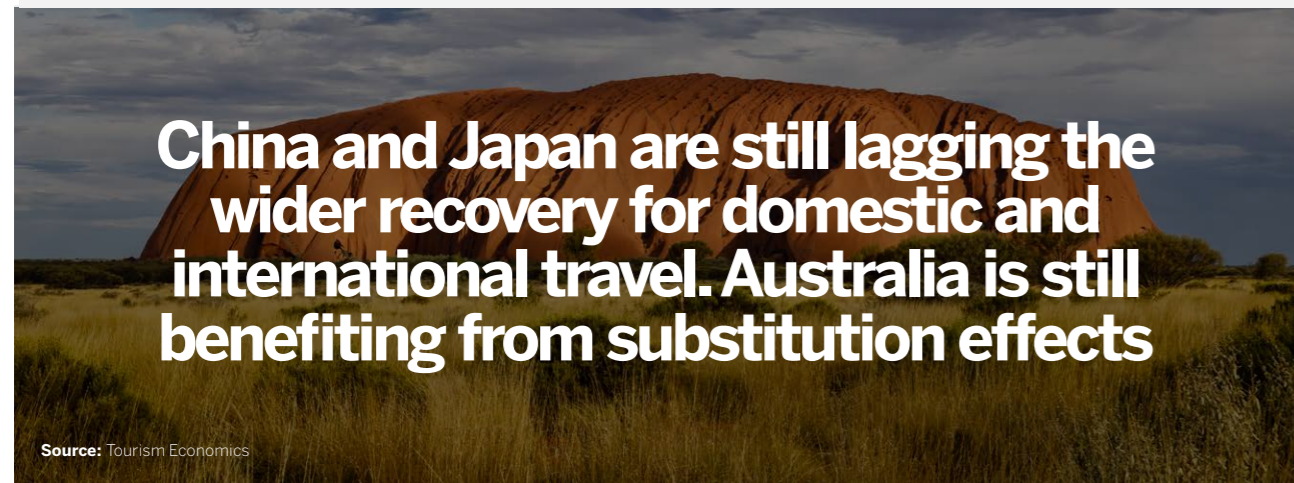 China and Japan are still lagging the
wider recovery for domestic and
international travel. Australia is still
benefiting from substitution effects
Source: Tourism Economics